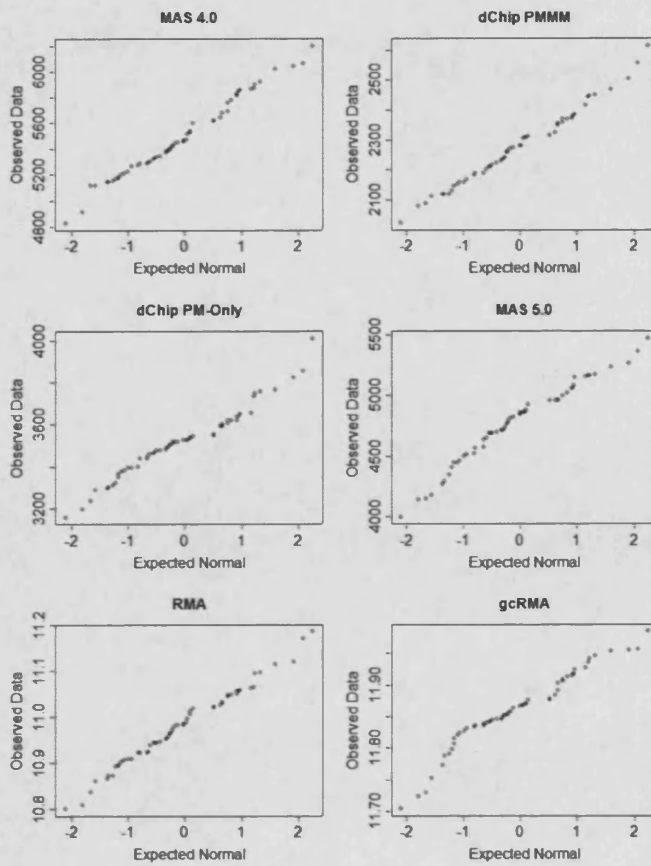 MAS 4.0
Observed Data
4800 5200 5600 6000
-2 -1 0 1 2
Expected Normal
dChip PMMM
Observed Data
2100 2300 2500
-2 -1 0 1 2
Expected Normal
dChip PM-Only
Observed Data
3200 3600 4000
-2 -1 0 1 2
Expected Normal
MAS 5.0
Observed Data
4000 4500 5000 5500
-2 -1 0 1 2
Expected Normal
RMA
Observed Data
10.8 10.9 11.0 11.1 11.2
-2 -1 0 1 2
Expected Normal
gcRMA
Observed Data
11.70 11.80 11.90
-2 -1 0 1 2
Expected Normal